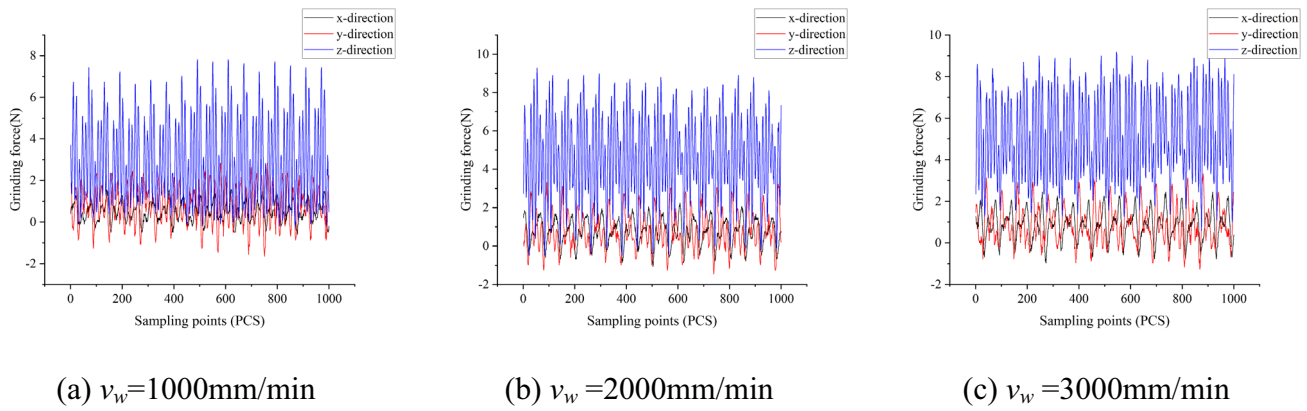 x-direction
y-direction
z-direction
8
6
4
2
0
-2
Grinding force(N)
0 200 400 600 800 1000
Sampling points (PCS)
(a) v_w=1000mm/min
x-direction
y-direction
z-direction
10
8
6
4
2
0
-2
Grinding force(N)
0 200 400 600 800 1000
Sampling points (PCS)
(b) v_w =2000mm/min
x-direction
y-direction
z-direction
10
8
6
4
2
0
-2
Grinding force(N)
0 200 400 600 800 1000
Sampling points (PCS)
(c) v_w =3000mm/min